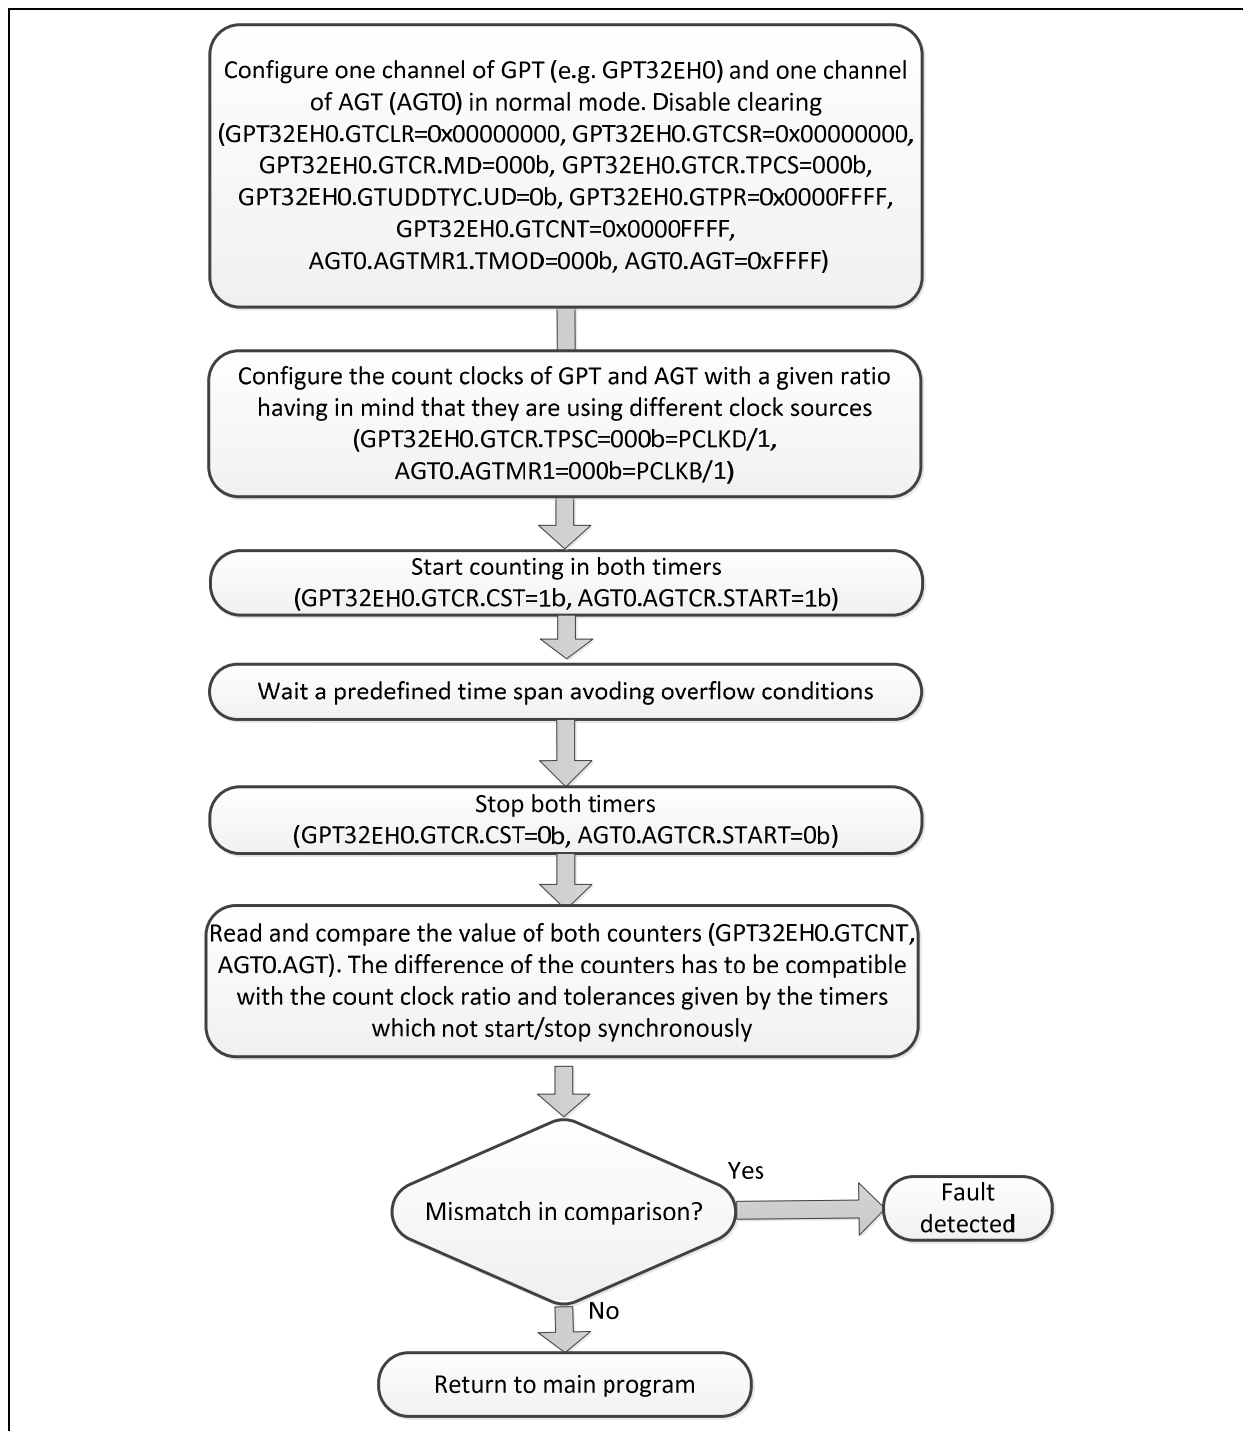 Configure one channel of GPT (e.g. GPT32EH0) and one channel
of AGT (AGT0) in normal mode. Disable clearing
(GPT32EH0.GTCLR=0x00000000, GPT32EH0.GTCSR=0x00000000,
GPT32EH0.GTCR.MD=000b, GPT32EH0.GTCR.TPCS=000b,
GPT32EH0.GTUDDTYC.UD=0b, GPT32EH0.GTPR=0x0000FFFF,
GPT32EH0.GTCNT=0x0000FFFF,
AGT0.AGTMR1.TMOD=000b, AGT0.AGT=0xFFFF)
Configure the count clocks of GPT and AGT with a given ratio
having in mind that they are using different clock sources
(GPT32EH0.GTCR.TPSC=000b=PCLKD/1,
AGT0.AGTMR1=000b=PCLKB/1)
Start counting in both timers
(GPT32EH0.GTCR.CST=1b, AGT0.AGTCR.START=1b)
Wait a predefined time span avoding overflow conditions
Stop both timers
(GPT32EH0.GTCR.CST=0b, AGT0.AGTCR.START=0b)
Read and compare the value of both counters (GPT32EH0.GTCNT,
AGT0.AGT). The difference of the counters has to be compatible
with the count clock ratio and tolerances given by the timers
which not start/stop synchronously
Mismatch in comparison?
Yes
Fault
detected
No
Return to main program